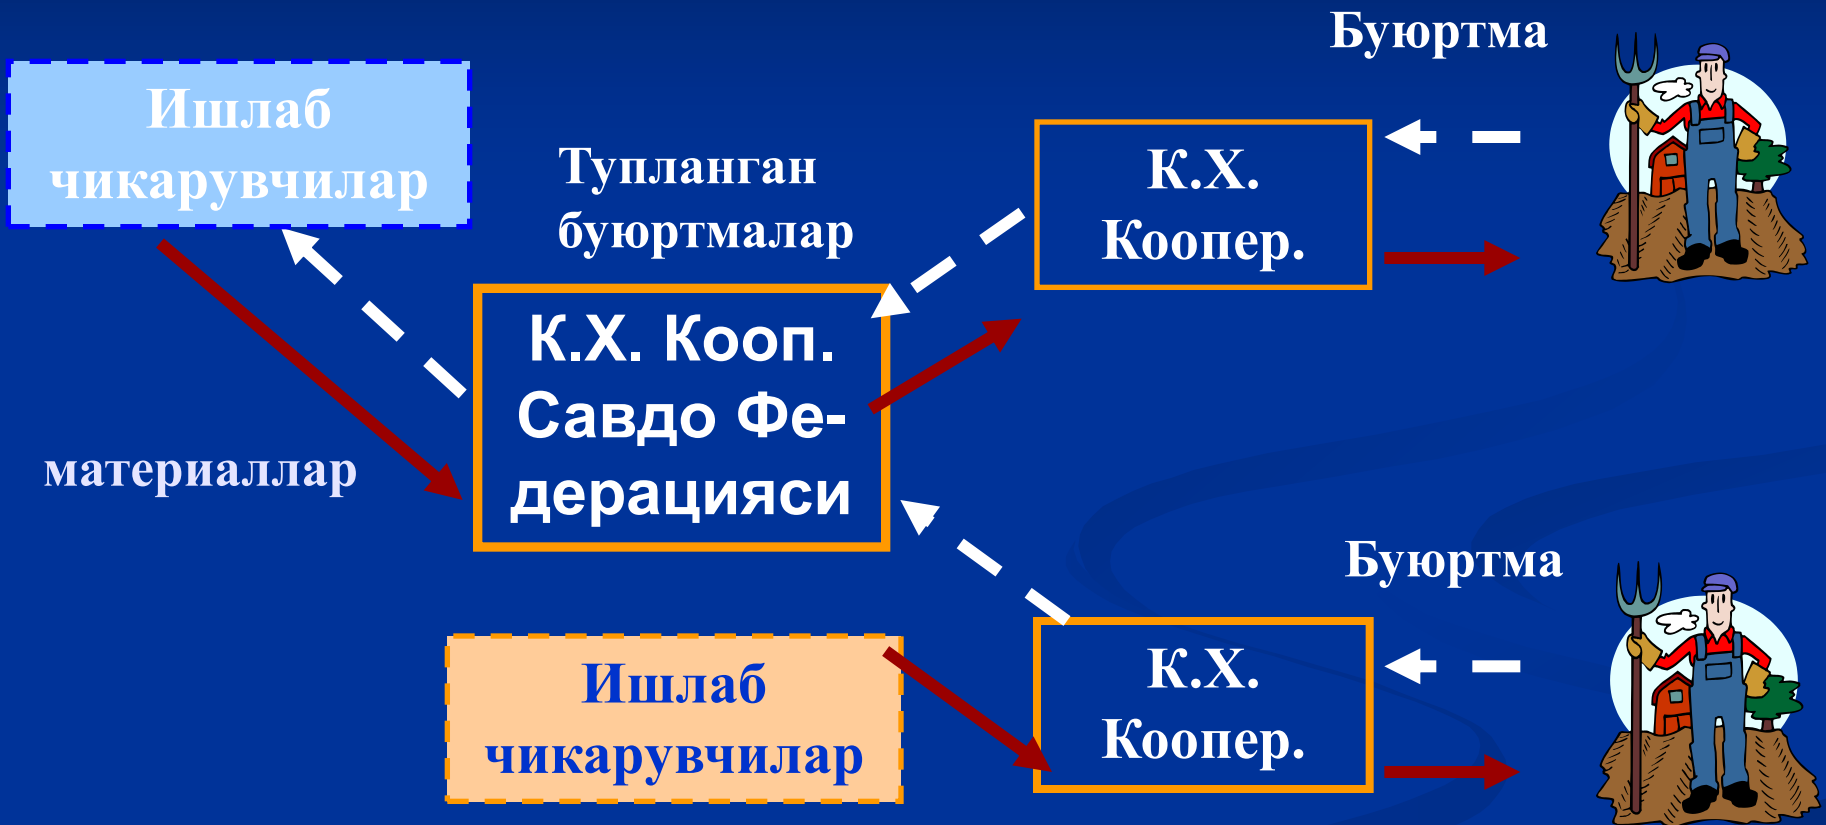 Буюртма
Ишлаб
чикарувчилар
Тупланган
буюртмалар
К.Х.
Коопер.
К.Х. Кооп.
Савдо Фе-
дерацияси
материаллар
Буюртма
Ишлаб
чикарувчилар
К.Х.
Коопер.